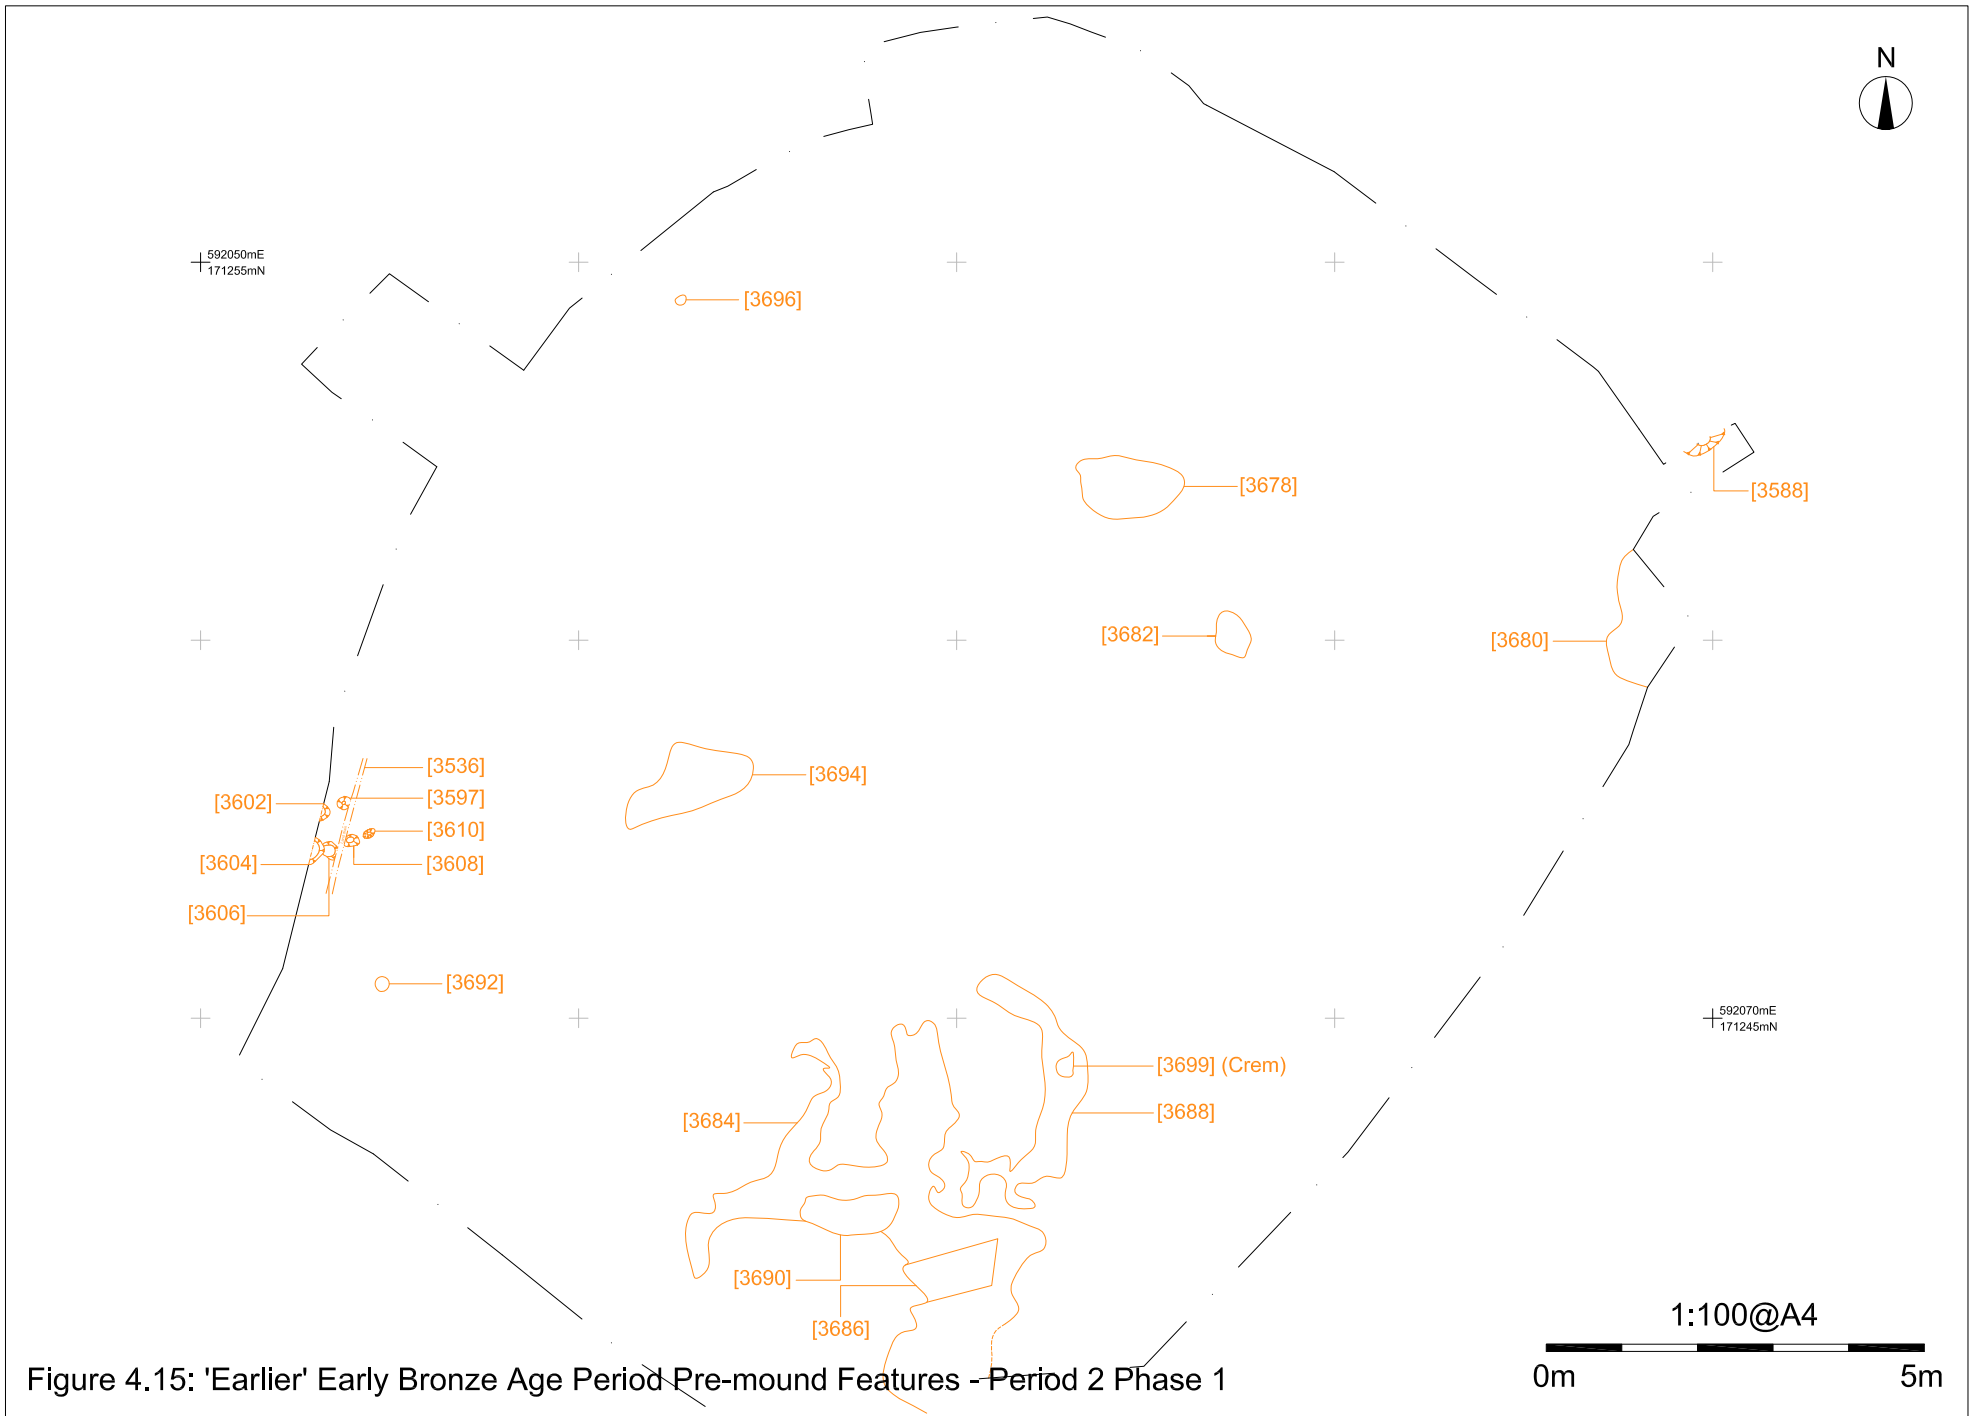 N
592050mE
171255mN
[3696]
[3678]
[3588]
[3682]
[3680]
[3536]
[3694]
[3602]
[3597]
[3610]
[3604]
[3608]
[3606]
[3692]
592070mE
171245mN
[3699] (Crem)
[3688]
[3684]
[3690]
[3686]
1:100@A4
0m
5m
Figure 4.15: 'Earlier' Early Bronze Age Period Pre-mound Features - Period 2 Phase 1